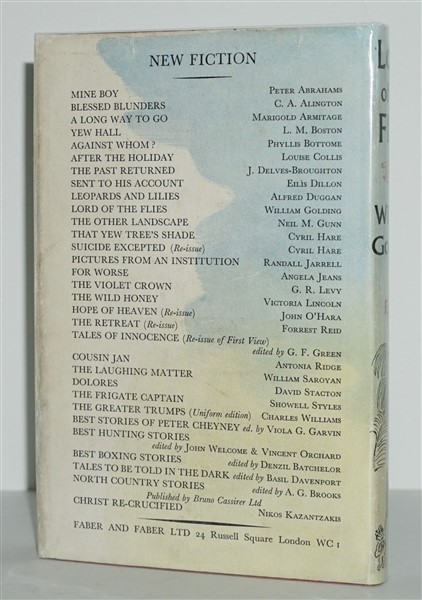 NEW FICTION
MINE BOY Peter Abrahams
BLESSED BLUNDERS C. A. Alington
A LONG WAY TO GO Marigold Armitage
YEW HALL L. M. Boston
AGAINST WHOM? Phyllis Bottome
AFTER THE HOLIDAY Louise Collis
THE PAST RETURNED J. Delves-Broughton
SENT TO HIS ACCOUNT Eilís Dillon
LEOPARDS AND LILIES Alfred Duggan
LORD OF THE FLIES William Golding
THE OTHER LANDSCAPE Neil M. Gunn
THAT YEW TREE'S SHADE Cyril Hare
SUICIDE EXCEPTED (Re-issue) Cyril Hare
PICTURES FROM AN INSTITUTION Randall Jarrell
FOR WORSE Angela Jeans
THE VIOLET CROWN G. R. Levy
THE WILD HONEY Victoria Lincoln
HOPE OF HEAVEN (Re-issue) John O'Hara
THE RETREAT (Re-issue) Forrest Reid
TALES OF INNOCENCE (Re-issue of First View)
edited by G. F. Green
COUSIN JAN Antonia Ridge
THE LAUGHING MATTER William Saroyan
DOLORES David Stacton
THE FRIGATE CAPTAIN Showell Styles
THE GREATER TRUMPS (Uniform edition) Charles Williams
BEST STORIES OF PETER CHEYNEY ed. by Viola G. Garvin
BEST HUNTING STORIES
edited by John Welcome & Vincent Orchard
BEST BOXING STORIES edited by Denzil Batchelor
TALES TO BE TOLD IN THE DARK edited by Basil Davenport
NORTH COUNTRY STORIES edited by A. G. Brooks
Published by Bruno Cassirer Ltd
CHRIST RE-CRUCIFIED Nikos Kazantzakis
FABER AND FABER LTD 24 Russell Square London WC1